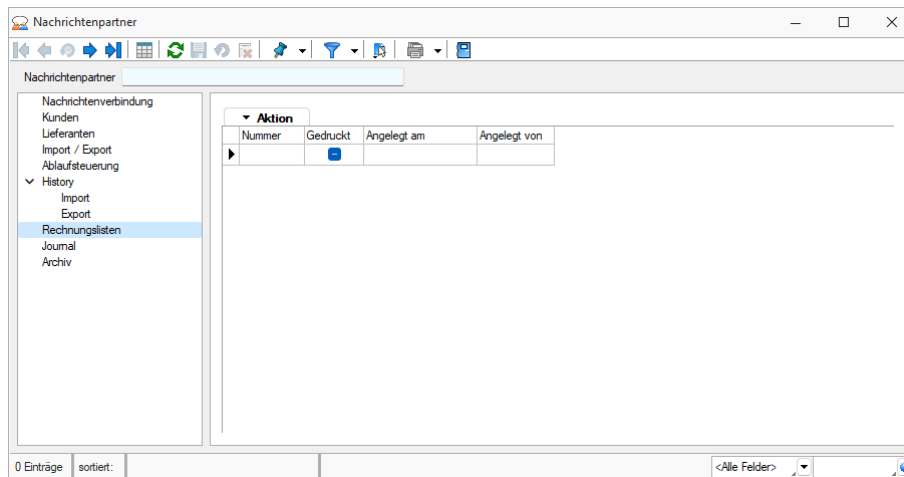 Nachrichtenpartner
Nachrichtenpartner
Nachrichtenverbindung
Kunden
Lieferanten
Import / Export
Ablaufsteuerung
History
Import
Export
Rechnungslisten
Journal
Archiv
Aktion
Nummer Gedruckt Angelegt am Angelegt von
0 Einträge sortiert: <Alle Felder>